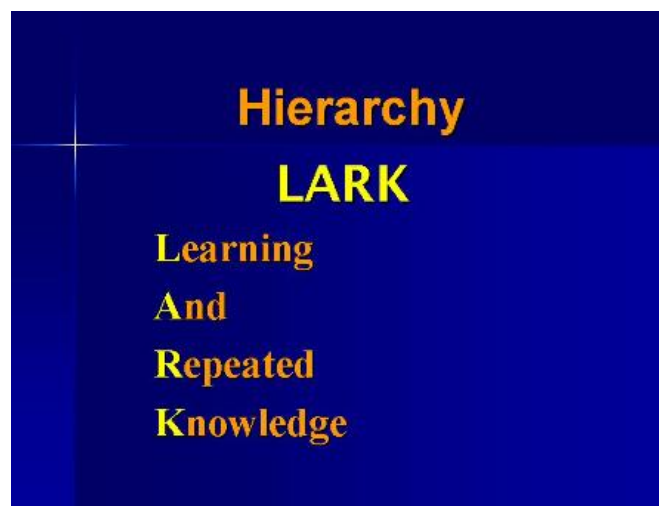 Hierarchy
LARK
Learning
And
Repeated
Knowledge